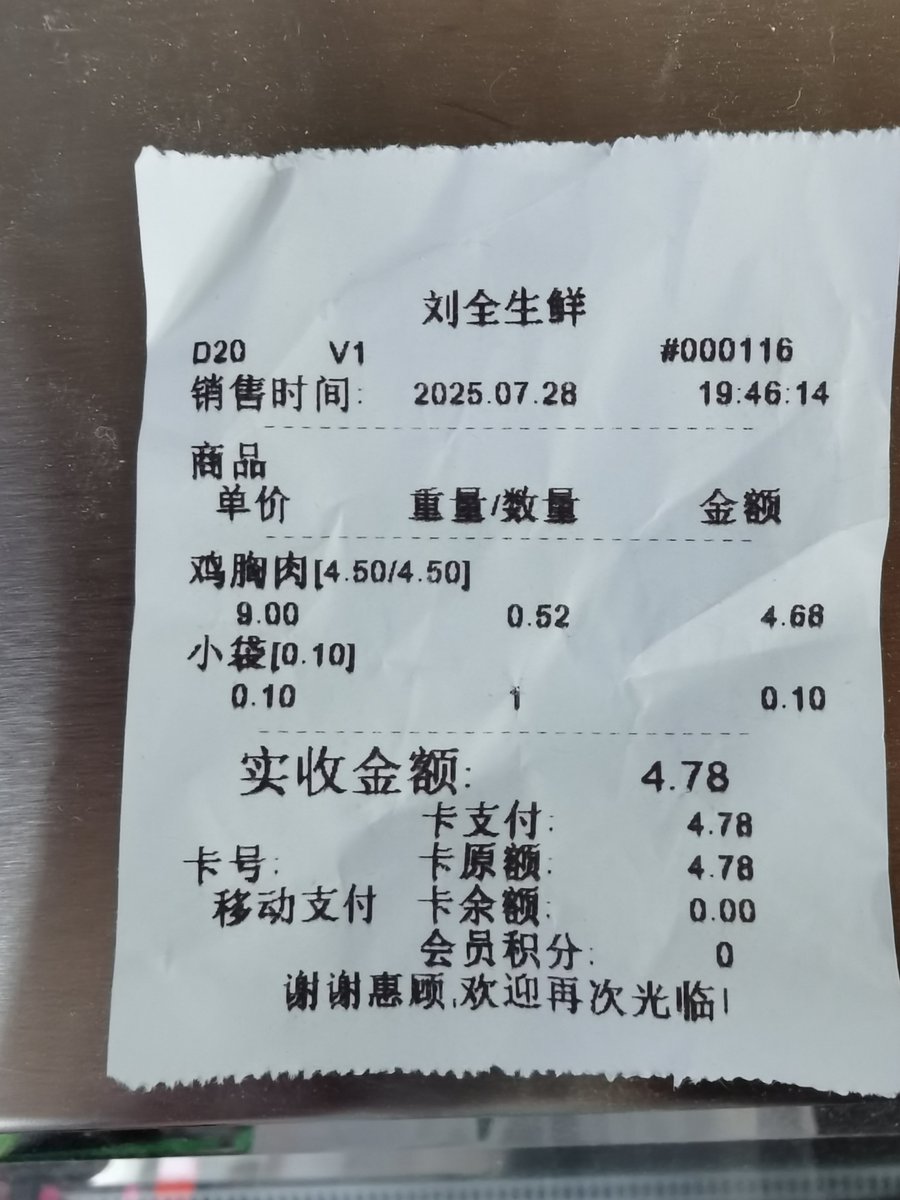 刘全生鲜
D20 V1 #000116
销售时间: 2025.07.28 19:46:14
商品
单价 重量/数量 金额
鸡胸肉[4.50/4.50]
9.00 0.52 4.68
小袋[0.10]
0.10 1 0.10
实收金额: 4.78
卡支付: 4.78
卡号: 卡原额: 4.78
移动支付 卡余额: 0.00
会员积分: 0
谢谢惠顾,欢迎再次光临!